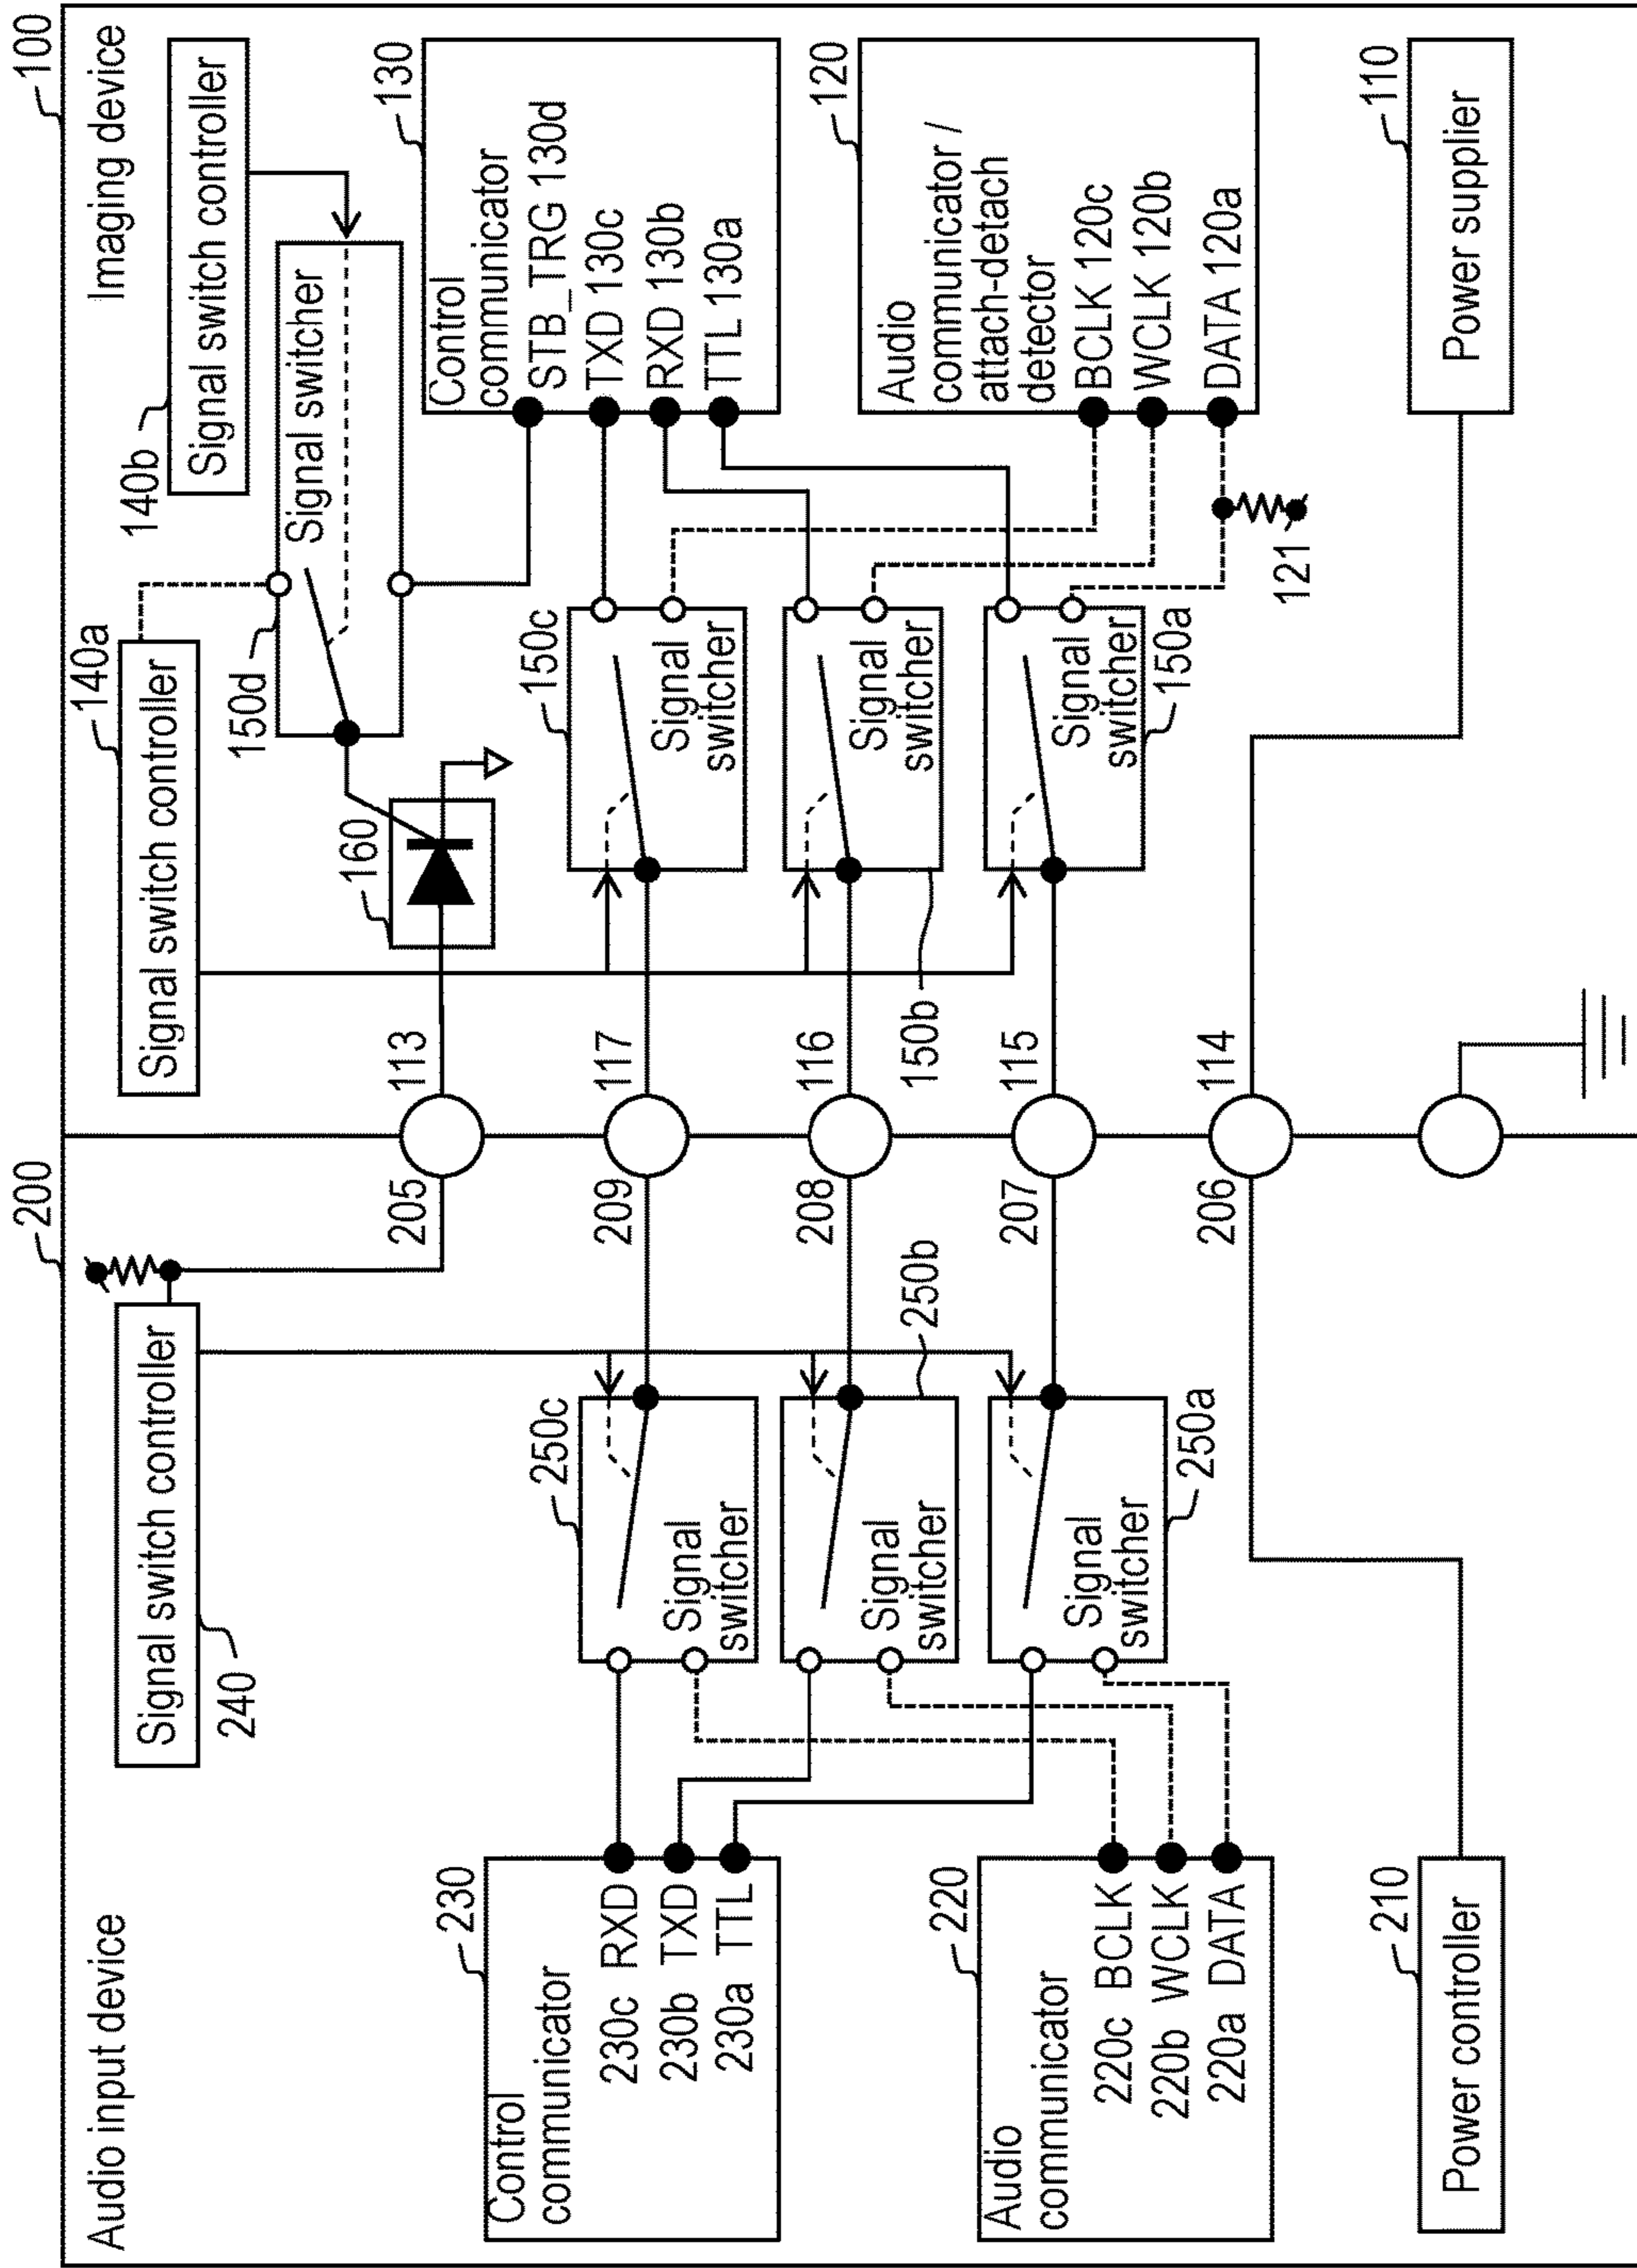 200
100
Audio input device
Imaging device
Signal switch controller
240
Signal switch controller
140a
Signal switch controller
140b
Signal switcher
150d
160
205
113
230
Control
communicator
230c RXD
230b TXD
230a TTL
250c
Signal
switcher
209
117
150c
Signal
switcher
130
Control
communicator
STB_TRG 130d
TXD 130c
RXD 130b
TTL 130a
250b
Signal
switcher
208
116
150b
Signal
switcher
220
Audio
communicator
220c BCLK
220b WCLK
220a DATA
250a
Signal
switcher
207
115
150a
Signal
switcher
120
Audio
communicator /
attach-detach
detector
BCLK 120c
WCLK 120b
DATA 120a
121
210
Power controller
206
114
110
Power supplier